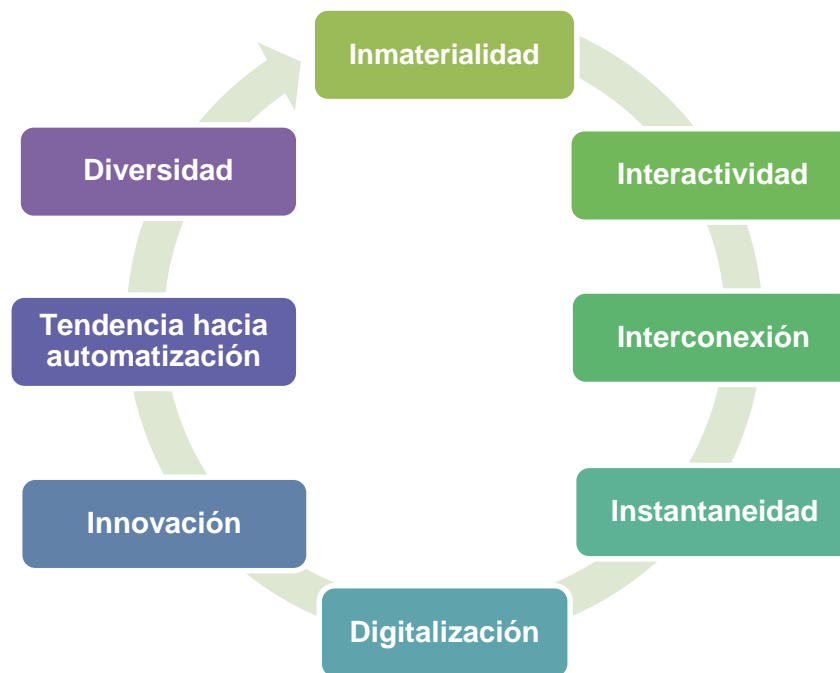 Inmaterialidad
Interactividad
Interconexión
Instantaneidad
Digitalización
Innovación
Tendencia hacia
automatización
Diversidad